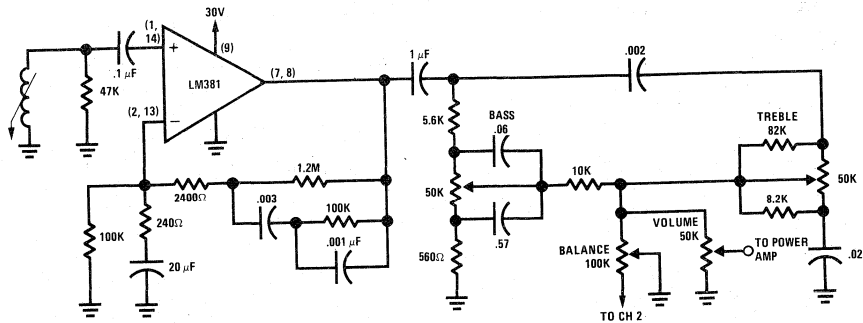 30V
(1,
14)
(9)
+
.1 µF
47K
LM381
(7, 8)
(2, 13)
−
1 µF
.002
5.6K
BASS
.06
TREBLE
82K
50K
10K
50K
8.2K
.57
560Ω
1.2M
2400Ω
.003
100K
.001 µF
100K
240Ω
20 µF
BALANCE
100K
VOLUME
50K
TO POWER
AMP
.02
TO CH 2